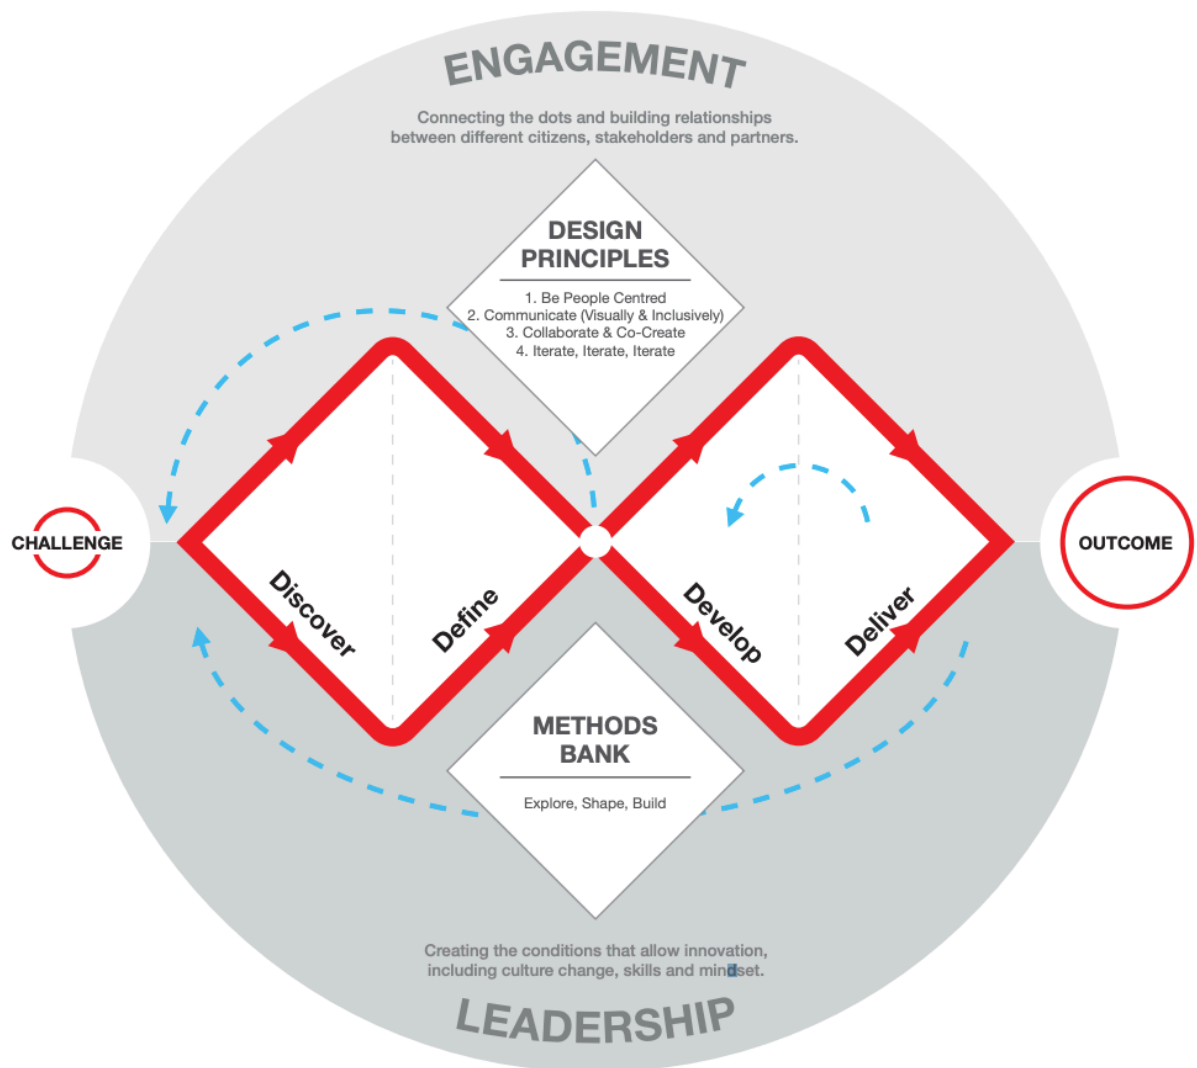 ENGAGEMENT
Connecting the dots and building relationships
between different citizens, stakeholders and partners.
DESIGN
PRINCIPLES
1. Be People Centred
2. Communicate (Visually & Inclusively)
3. Collaborate & Co-Create
4. Iterate, Iterate, Iterate
CHALLENGE
OUTCOME
Discover
Define
Develop
Deliver
METHODS
BANK
Explore, Shape, Build
Creating the conditions that allow innovation,
including culture change, skills and mindset.
LEADERSHIP